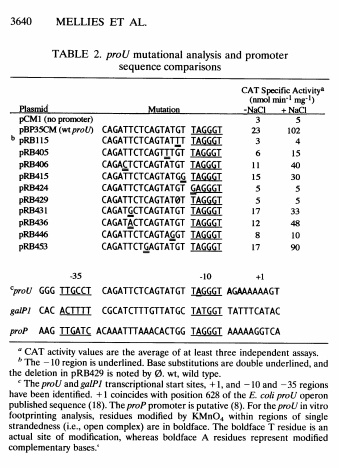 3640 MELLIES ET AL.
TABLE 2. proU mutational analysis and promoter
sequence comparisons
CAT Specific Activityᵃ
(nmol min⁻¹ mg⁻¹)
Plasmid Mutation -NaCl + NaCl
pCM1 (no promoter) 3 5
pBP35CM (wt proU) CAGATTCTCAGTATGT TAGGGT 23 102
ᵇ pRB115 CAGATTCTCAGTATTT TAGGGT 3 4
pRB405 CAGATTCTCAGTTTGT TAGGGT 6 15
pRB406 CAGACTCTCAGTATGT TAGGGT 11 40
pRB415 CAGATTCTCAGTATGG TAGGGT 15 30
pRB424 CAGATTCTCAGTATGT GAGGGT 5 5
pRB429 CAGATTCTCAGTATØT TAGGGT 5 5
pRB431 CAGATGCTCAGTATGT TAGGGT 17 33
pRB436 CAGATACTCAGTATGT TAGGGT 12 48
pRB446 CAGATTCTCAGTAGGT TAGGGT 8 10
pRB453 CAGATTCTGAGTATGT TAGGGT 17 90
-35 -10 +1
ᶜproU GGG TTGCCT CAGATTCTCAGTATGT TAGGGT AGAAAAAAGT
galP1 CAC ACTTTT CGCATCTTTGTTATGC TATGGT TATTTCATAC
proP AAG TTGATC ACAAATTTAAACACTGG TAGGGT AAAAAGGTCA
ᵃ CAT activity values are the average of at least three independent assays.
ᵇ The −10 region is underlined. Base substitutions are double underlined, and
the deletion in pRB429 is noted by Ø. wt, wild type.
ᶜ The proU and galP1 transcriptional start sites, +1, and −10 and −35 regions
have been identified. +1 coincides with position 628 of the E. coli proU operon
published sequence (18). The proP promoter is putative (8). For the proU in vitro
footprinting analysis, residues modified by KMnO₄ within regions of single
strandedness (i.e., open complex) are in boldface. The boldface T residue is an
actual site of modification, whereas boldface A residues represent modified
complementary bases.ᶜ